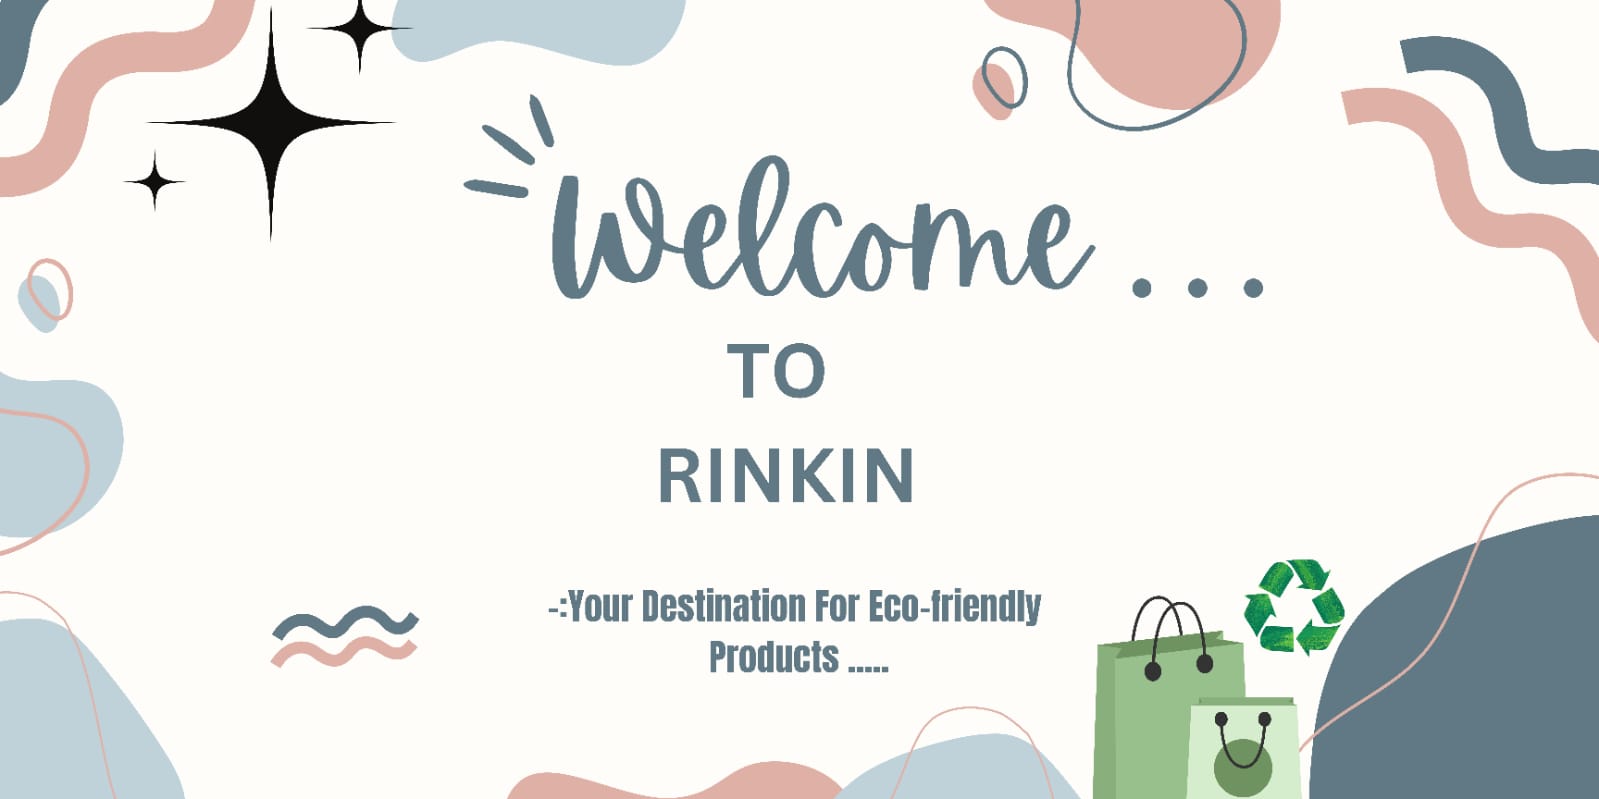 Welcome ...
TO
RINKIN
-:Your Destination For Eco-friendly
Products .....